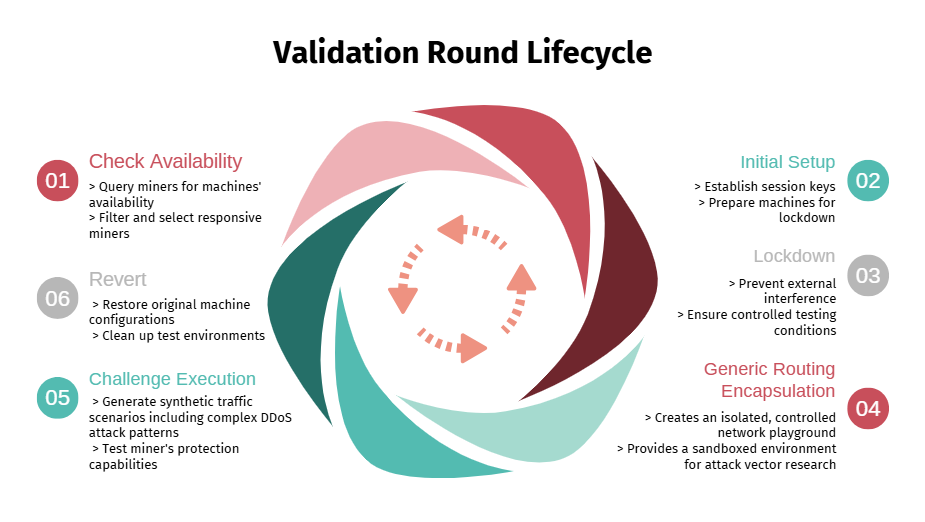 Validation Round Lifecycle
01
Check Availability
> Query miners for machines'
availability
> Filter and select responsive
miners
Initial Setup
02
> Establish session keys
> Prepare machines for
lockdown
Lockdown
03
> Prevent external
interference
> Ensure controlled testing
conditions
Generic Routing
Encapsulation
04
> Creates an isolated, controlled
network playground
> Provides a sandboxed environment
for attack vector research
Challenge Execution
05
> Generate synthetic traffic
scenarios including complex DDoS
attack patterns
> Test miner's protection
capabilities
Revert
06
> Restore original machine
configurations
> Clean up test environments